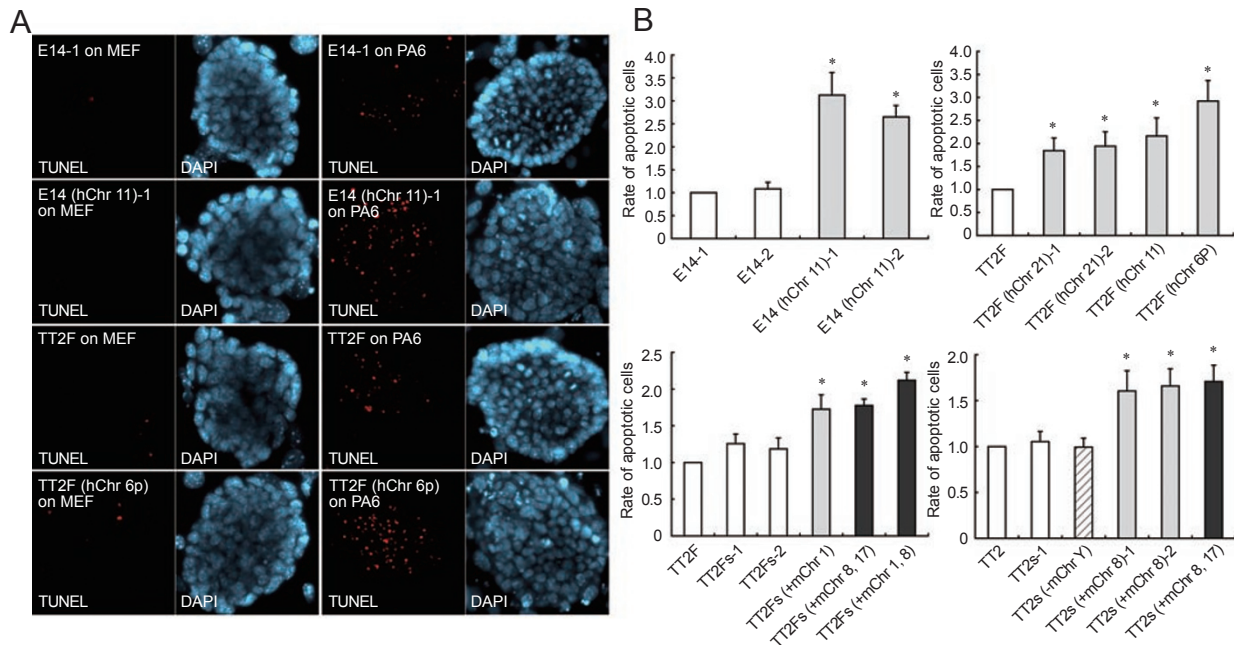 A
E14-1 on MEF
TUNEL
DAPI
E14-1 on PA6
TUNEL
DAPI
E14 (hChr 11)-1
on MEF
TUNEL
DAPI
E14 (hChr 11)-1
on PA6
TUNEL
DAPI
TT2F on MEF
TUNEL
DAPI
TT2F on PA6
TUNEL
DAPI
TT2F (hChr 6p)
on MEF
TUNEL
DAPI
TT2F (hChr 6p)
on PA6
TUNEL
DAPI
B
Rate of apoptotic cells
4.0
3.5
3.0
2.5
2.0
1.5
1.0
0.5
0
* *
E14-1
E14-2
E14 (hChr 11)-1
E14 (hChr 11)-2
Rate of apoptotic cells
4.0
3.5
3.0
2.5
2.0
1.5
1.0
0.5
0
* * * *
TT2F
TT2F (hChr 21)-1
TT2F (hChr 21)-2
TT2F (hChr 11)
TT2F (hChr 6P)
Rate of apoptotic cells
2.5
2.0
1.5
1.0
0.5
0
* * *
TT2F
TT2Fs-1
TT2Fs-2
TT2Fs (+mChr 1)
TT2Fs (+mChr 8, 17)
TT2Fs (+mChr 1, 8)
Rate of apoptotic cells
2.0
1.5
1.0
0.5
0
* * *
TT2
TT2s-1
TT2s (-mChr Y)
TT2s (+mChr 8)-1
TT2s (+mChr 8)-2
TT2s (+mChr 8, 17)